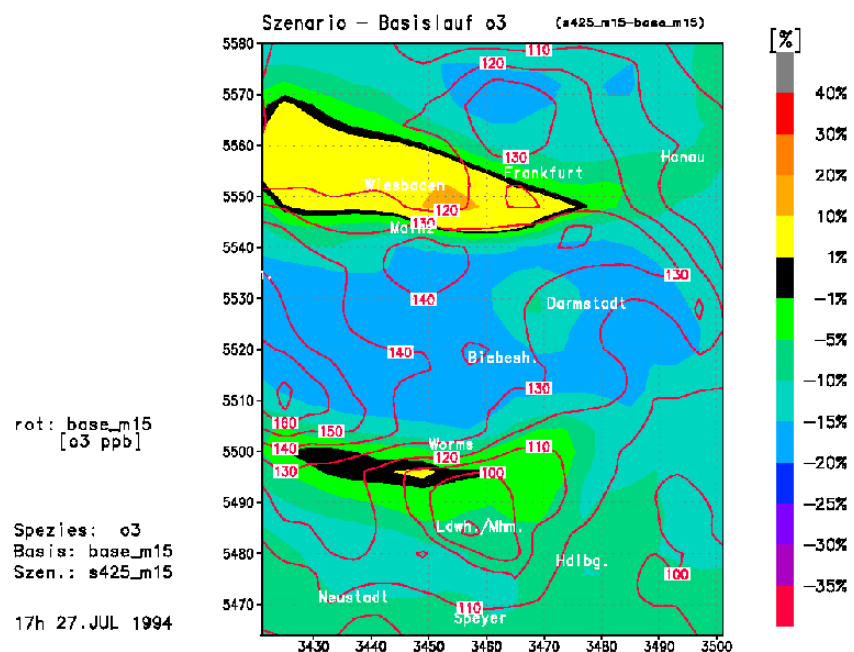 Szenario - Basislauf o3 (s425_m15-base_m15)
[%]
5580
5570
5560
5550
5540
5530
5520
5510
5500
5490
5480
5470
3430 3440 3450 3460 3470 3480 3490 3500
110
120
130
Hanau
Frankfurt
Wiesbaden
120
130
Mainz
130
140
Darmstadt
140
Biebesh.
130
160
150
Worms
140
120
110
130
100
Ldwh./Mhm.
Hdlbg.
100
Neustadt
110
Speyer
40%
30%
20%
10%
1%
-1%
-5%
-10%
-15%
-20%
-25%
-30%
-35%
rot: base_m15
[o3 ppb]
Spezies: o3
Basis: base_m15
Szen.: s425_m15
17h 27.JUL 1994